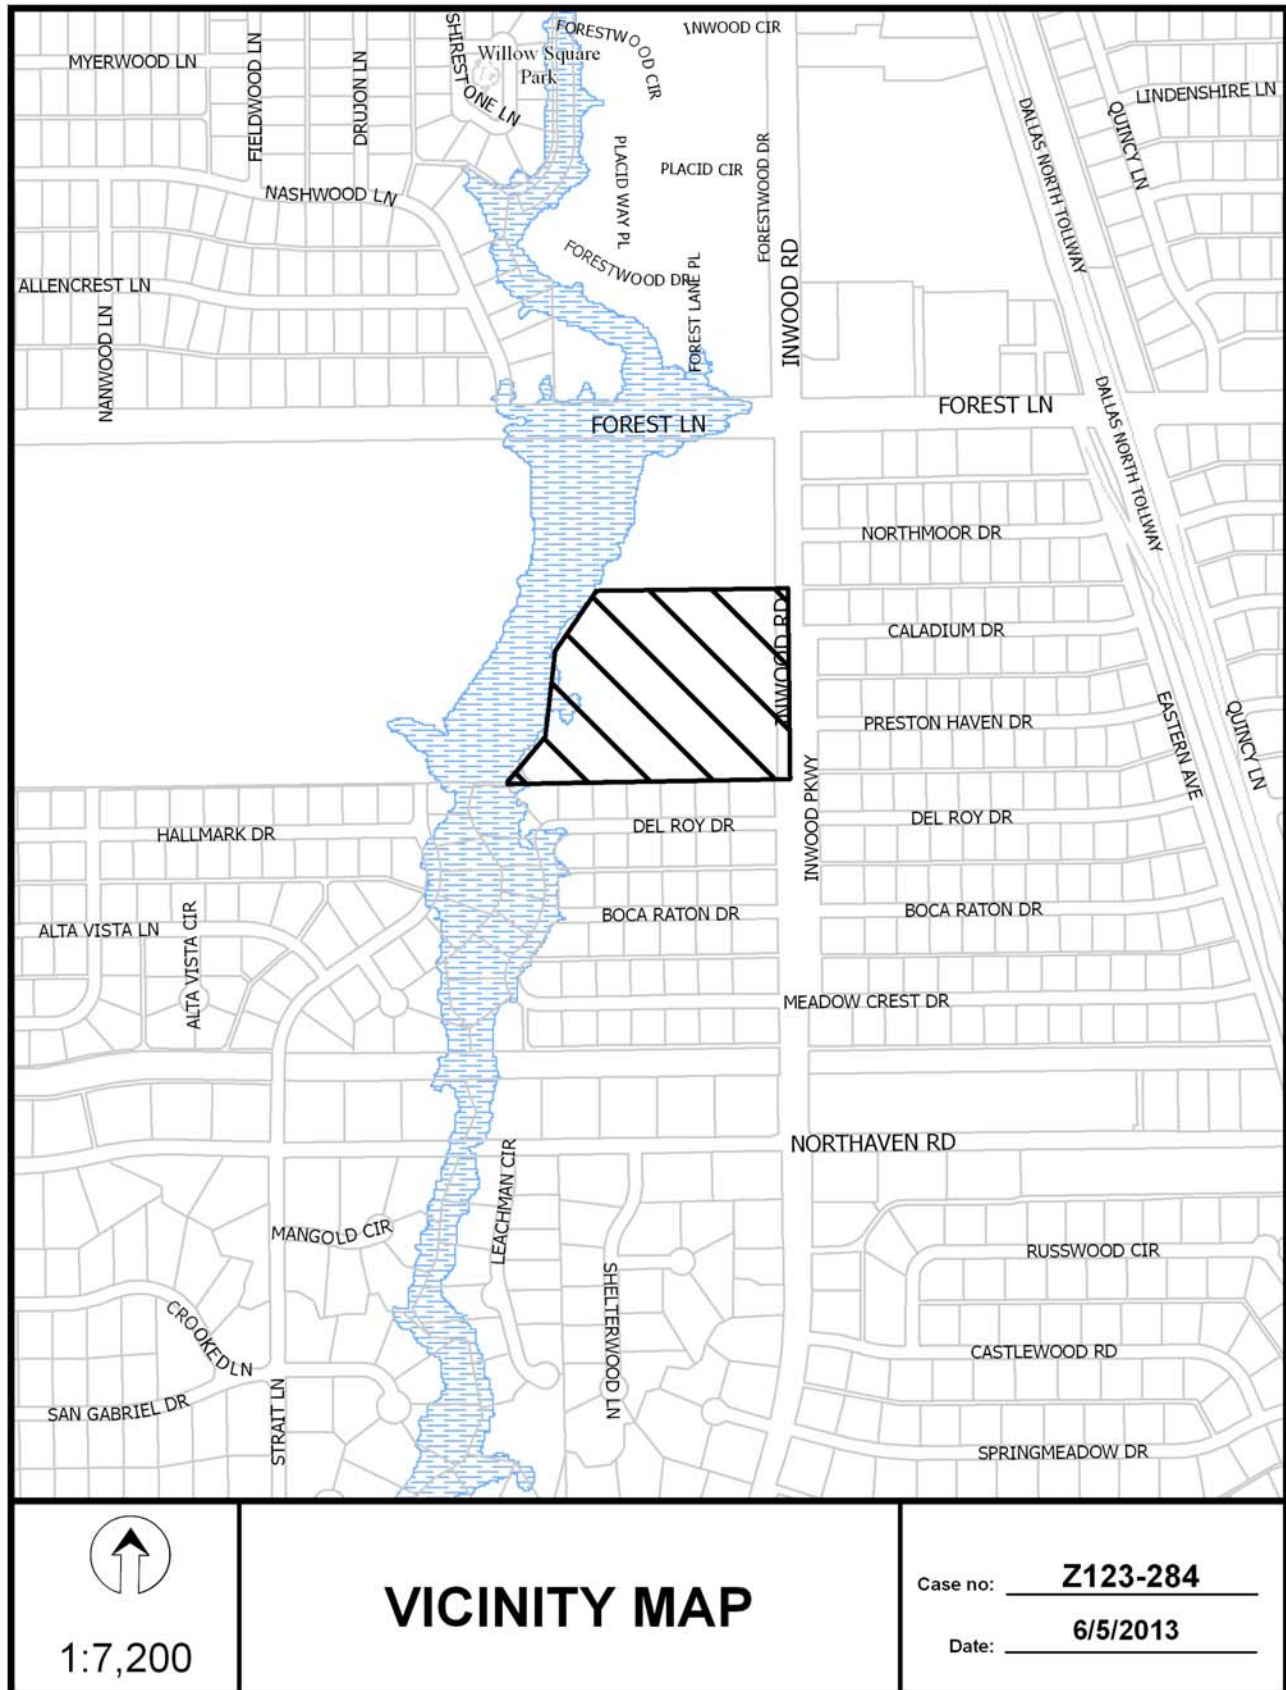 INWOOD CIR
FORESTWOOD CIR
SHIRESTONE LN
Willow Square
Park
MYERWOOD LN
FIELDWOOD LN
DRUJON LN
LINDENSHIRE LN
QUINCY LN
DALLAS NORTH TOLLWAY
PLACID WAY PL
PLACID CIR
FORESTWOOD DR
NASHWOOD LN
FORESTWOOD DR
FOREST LANE PL
INWOOD RD
ALLENCREST LN
NANWOOD LN
FOREST LN
FOREST LN
DALLAS NORTH TOLLWAY
NORTHMOOR DR
INWOOD RD
CALADIUM DR
PRESTON HAVEN DR
EASTERN AVE
QUINCY LN
INWOOD PKWY
HALLMARK DR
DEL ROY DR
DEL ROY DR
ALTA VISTA LN
ALTA VISTA CIR
BOCA RATON DR
BOCA RATON DR
MEADOW CREST DR
NORTHAVEN RD
LEACHMAN CIR
MANGOLD CIR
RUSSWOOD CIR
SHELTERWOOD LN
CROOKED LN
CASTLEWOOD RD
SAN GABRIEL DR
STRAIT LN
SPRINGMEADOW DR
1:7,200
VICINITY MAP
Case no: Z123-284
Date: 6/5/2013